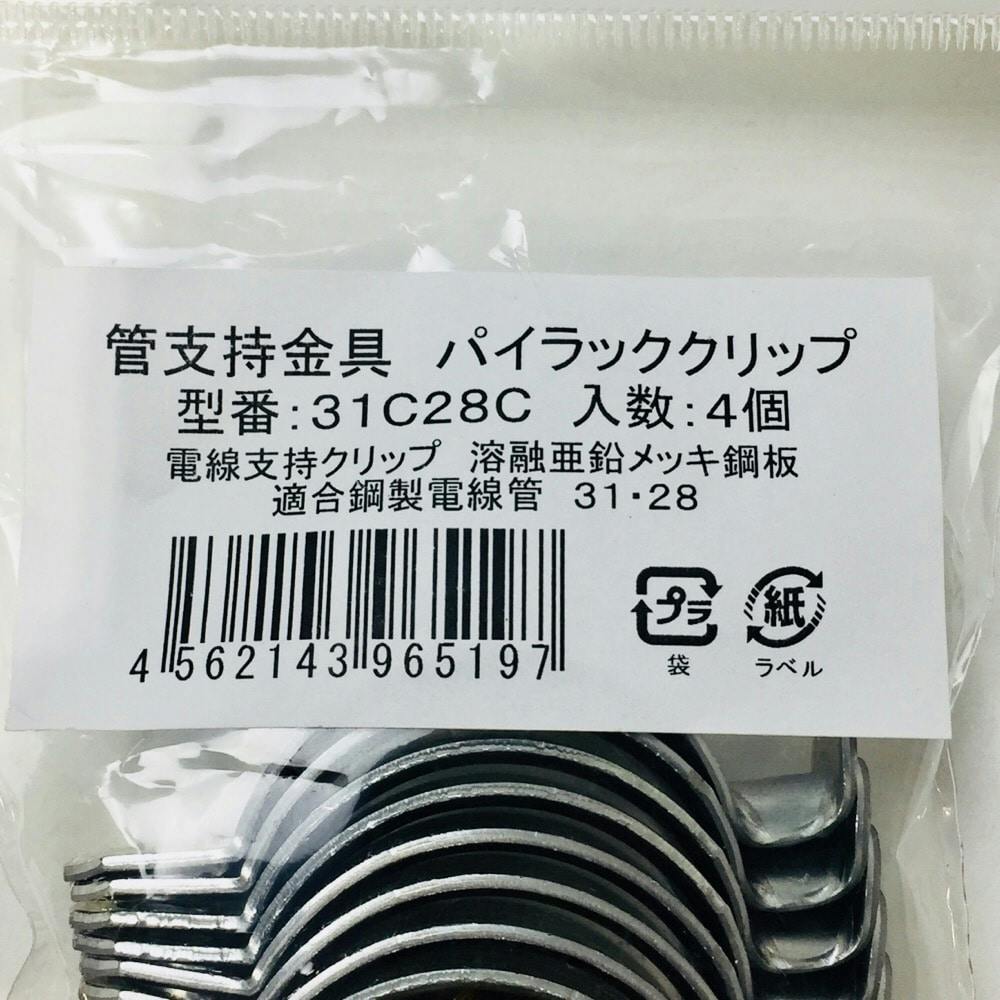 管支持金具　パイラッククリップ
型番：31C28C　入数：4個
電線支持クリップ　溶融亜鉛メッキ鋼板
適合鋼製電線管　31・28
4 562143 965197
プラ 紙
袋 ラベル